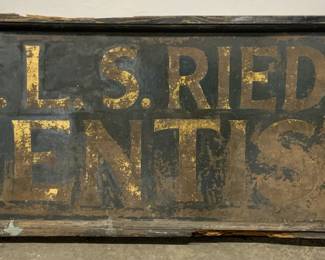 . L. S. RIED
ENTIS